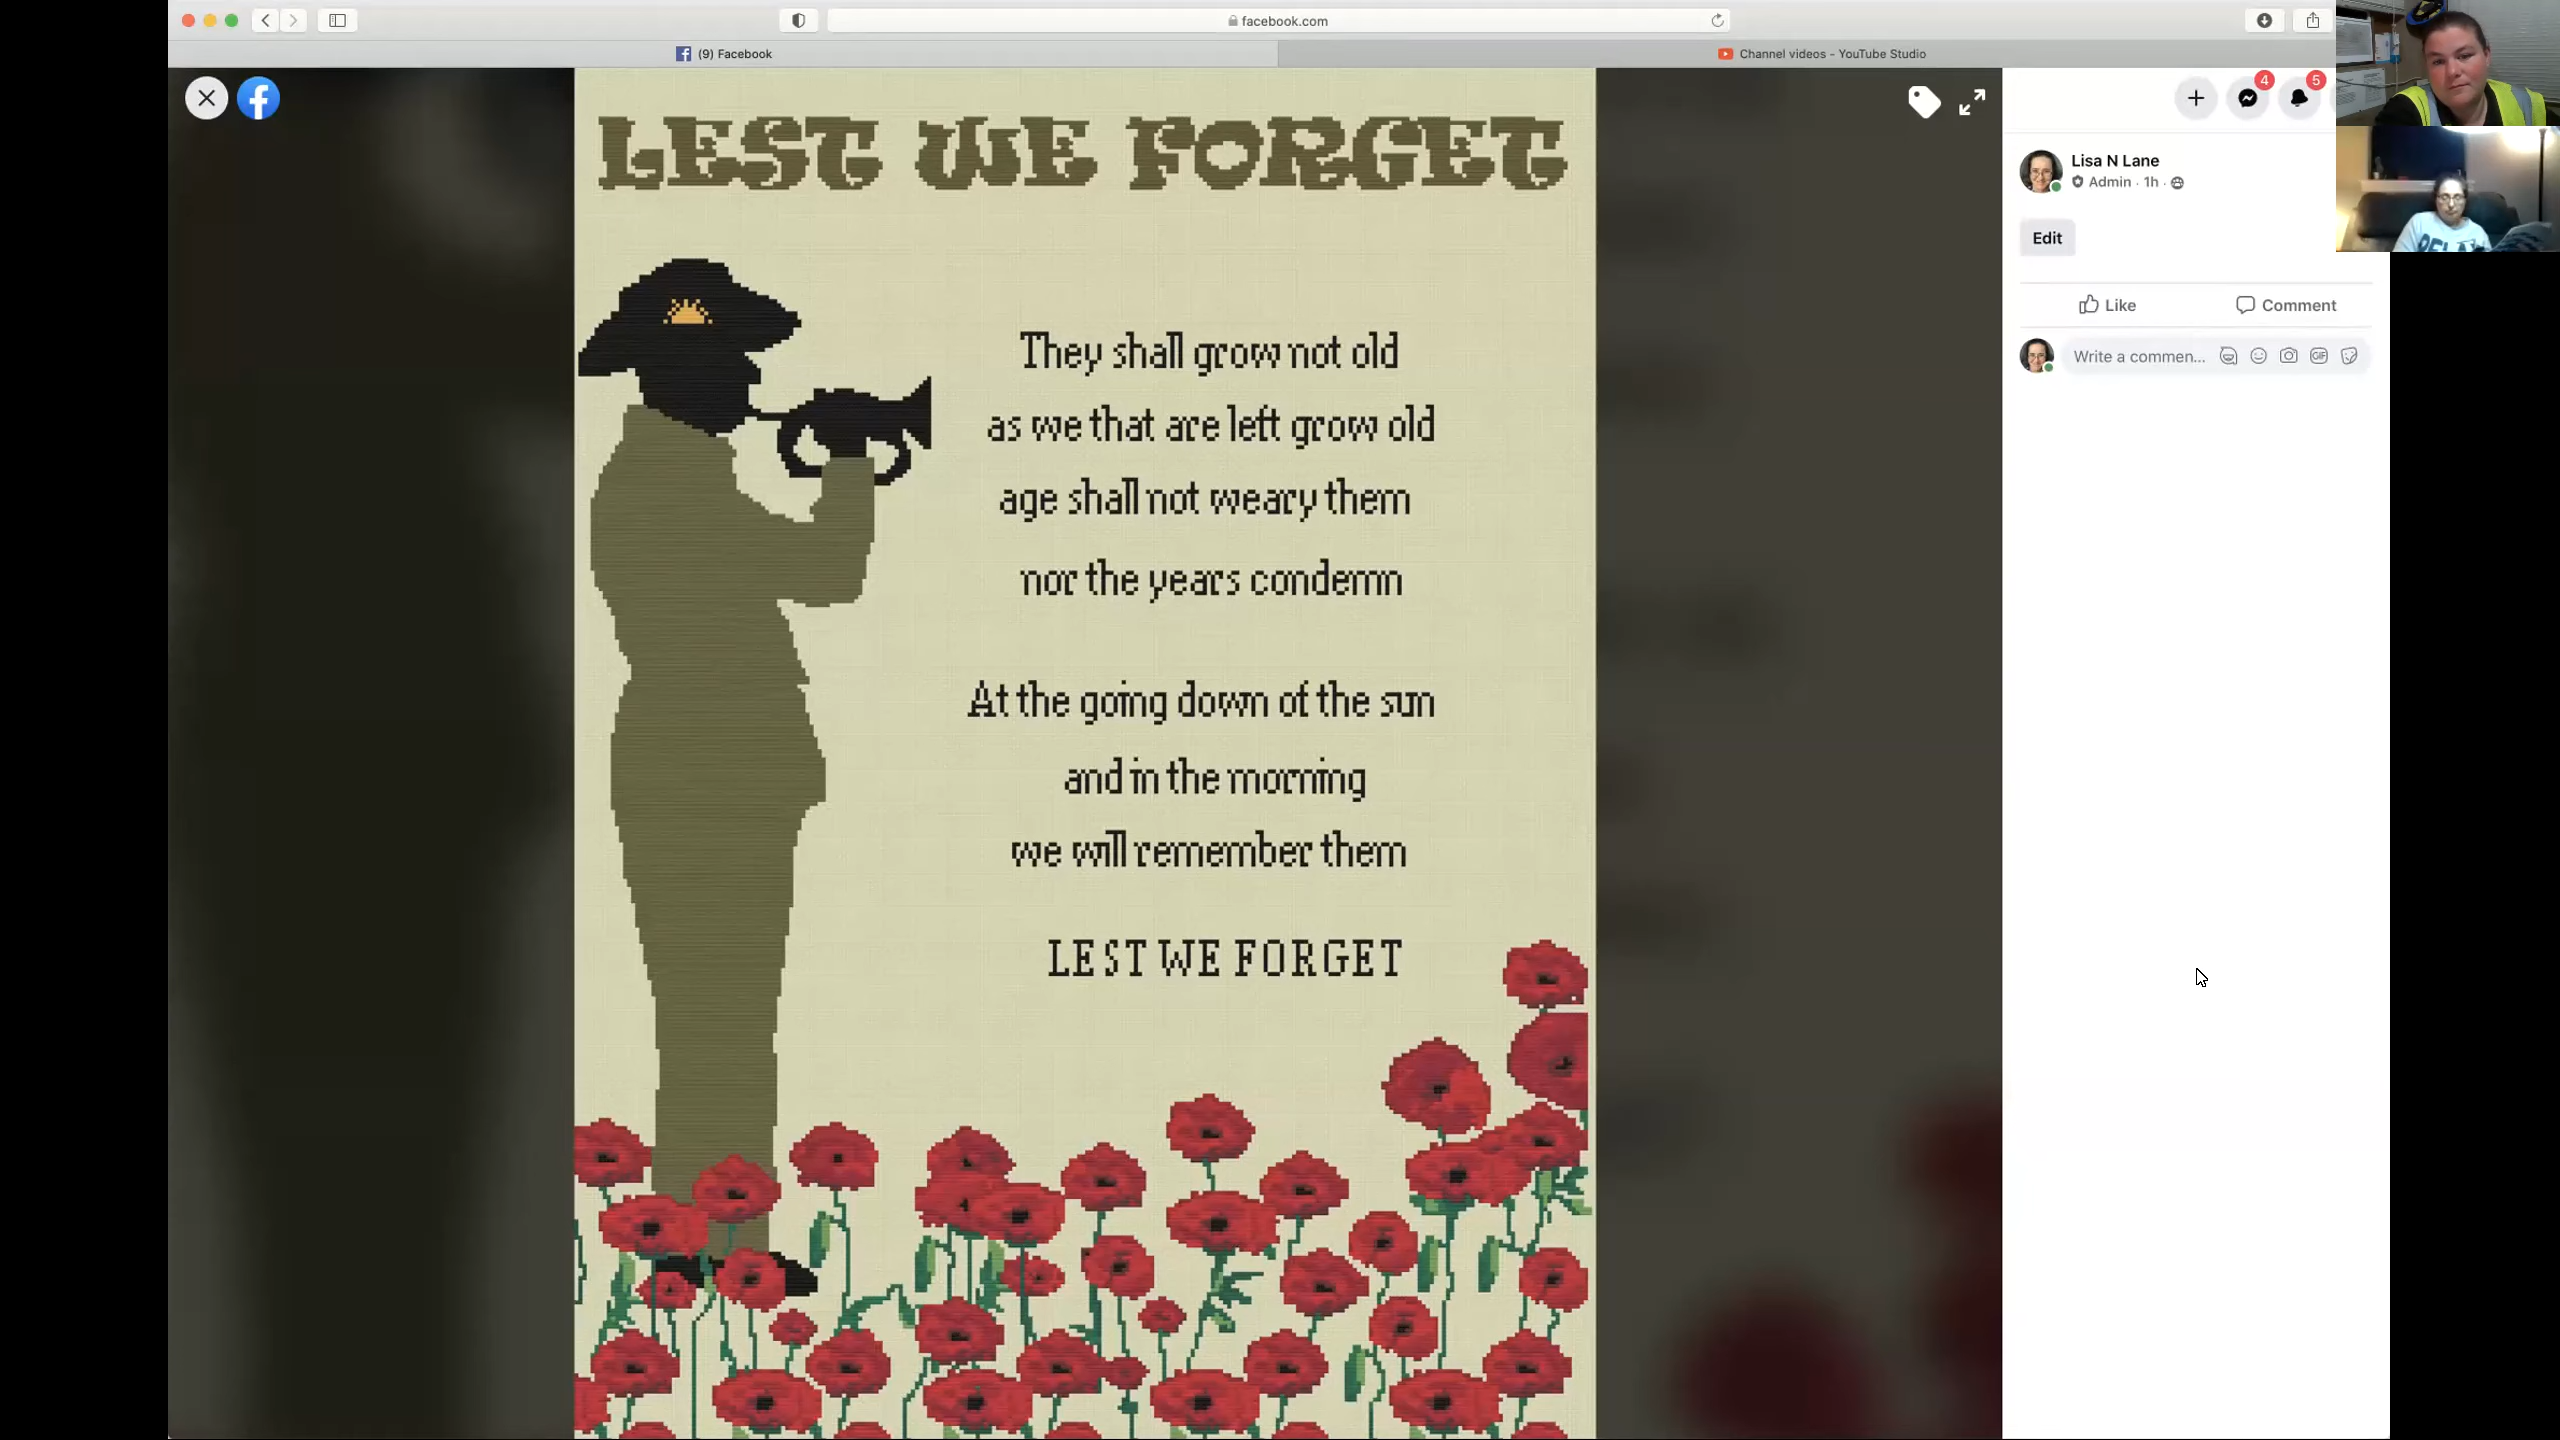 facebook.com
(9) Facebook
Channel videos - YouTube Studio
4
5
LEST WE FORGET
They shall grow not old
as we that are left grow old
age shall not weary them
nor the years condemn
At the going down of the sun
and in the morning
we will remember them
LEST WE FORGET
Lisa N Lane
Admin · 1h ·
Edit
Like
Comment
Write a commen...
GIF